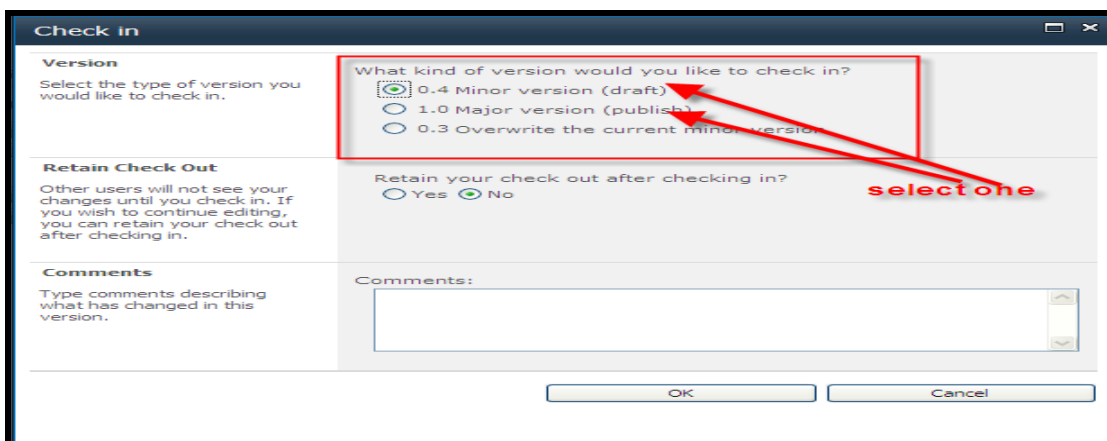 Check in
Version
Select the type of version you
would like to check in.
What kind of version would you like to check in?
0.4 Minor version (draft)
1.0 Major version (publish)
0.3 Overwrite the current minor version
Retain Check Out
Other users will not see your
changes until you check in. If
you wish to continue editing,
you can retain your check out
after checking in.
Retain your check out after checking in?
Yes No
select one
Comments
Type comments describing
what has changed in this
version.
Comments:
OK Cancel